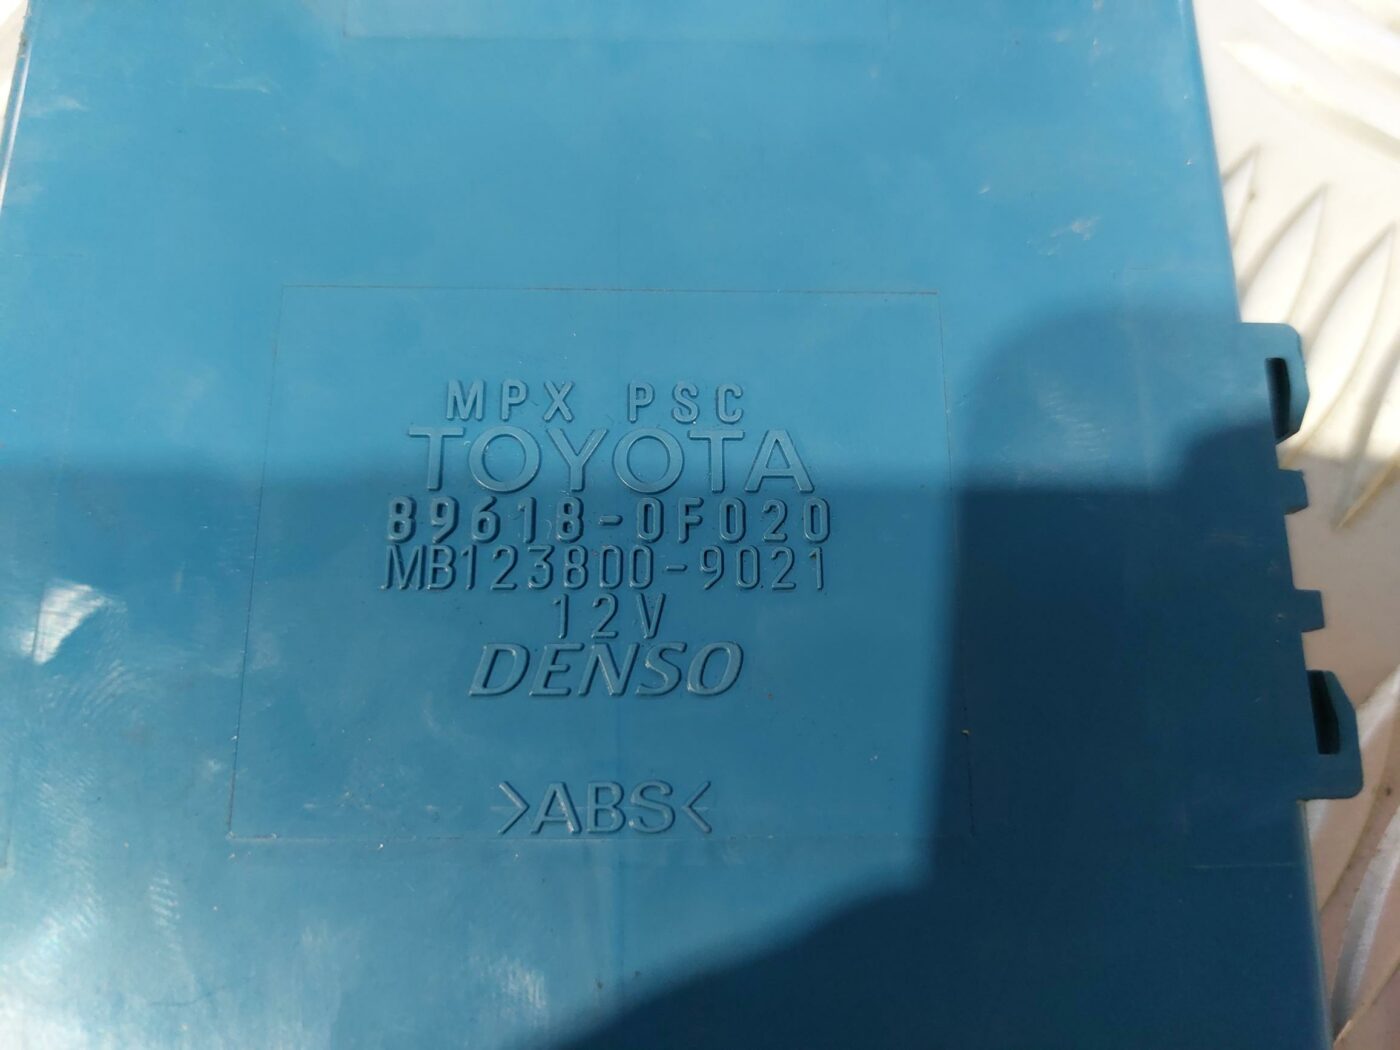 MPX PSC
TOYOTA
89618-0F020
MB123800-9021
12V
DENSO
>ABS<